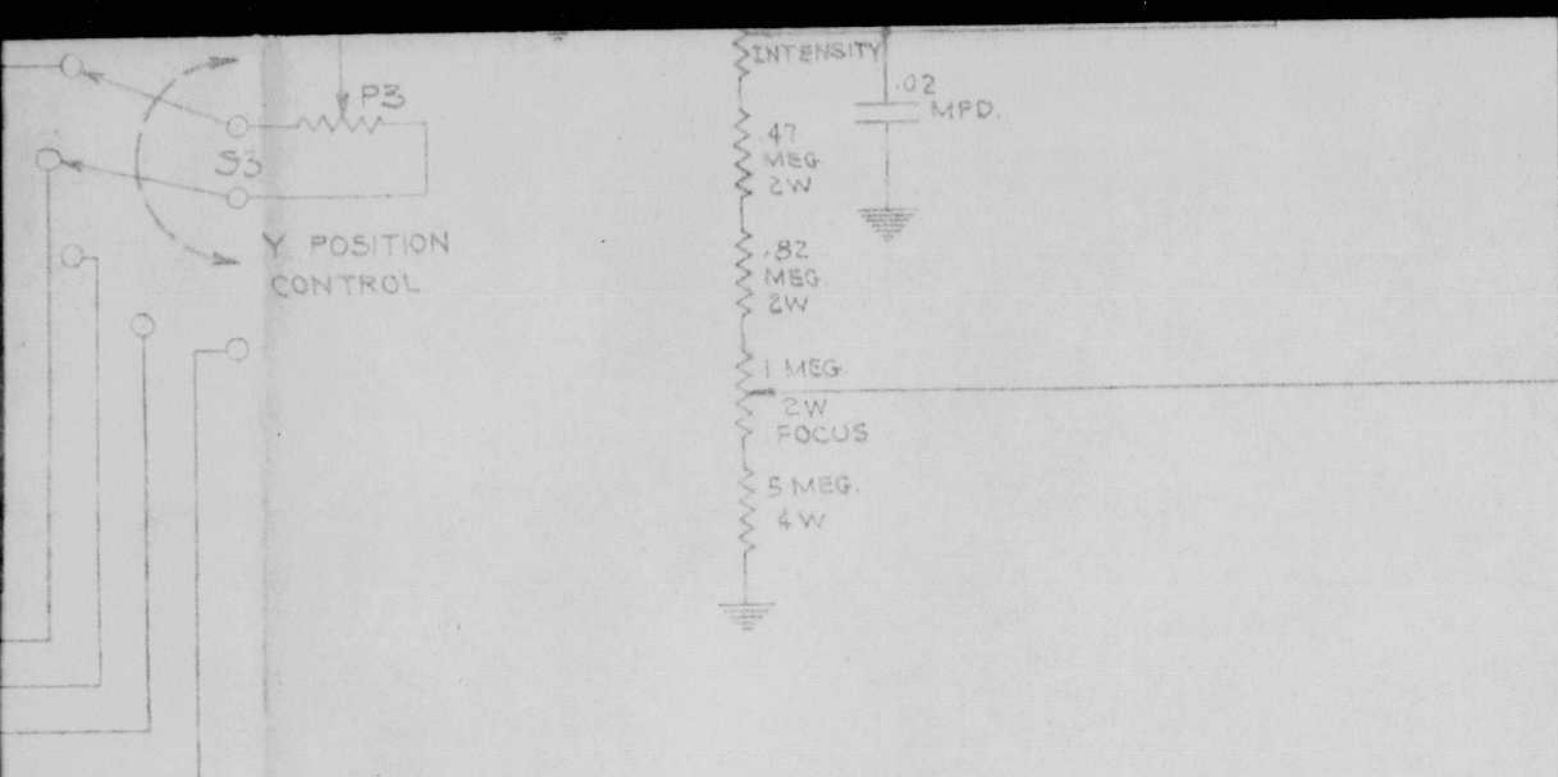 P3
S3
Y POSITION
CONTROL
INTENSITY
.02
MFD.
.47
MEG
2W
.82
MEG
2W
1 MEG
2W
FOCUS
5 MEG.
4W